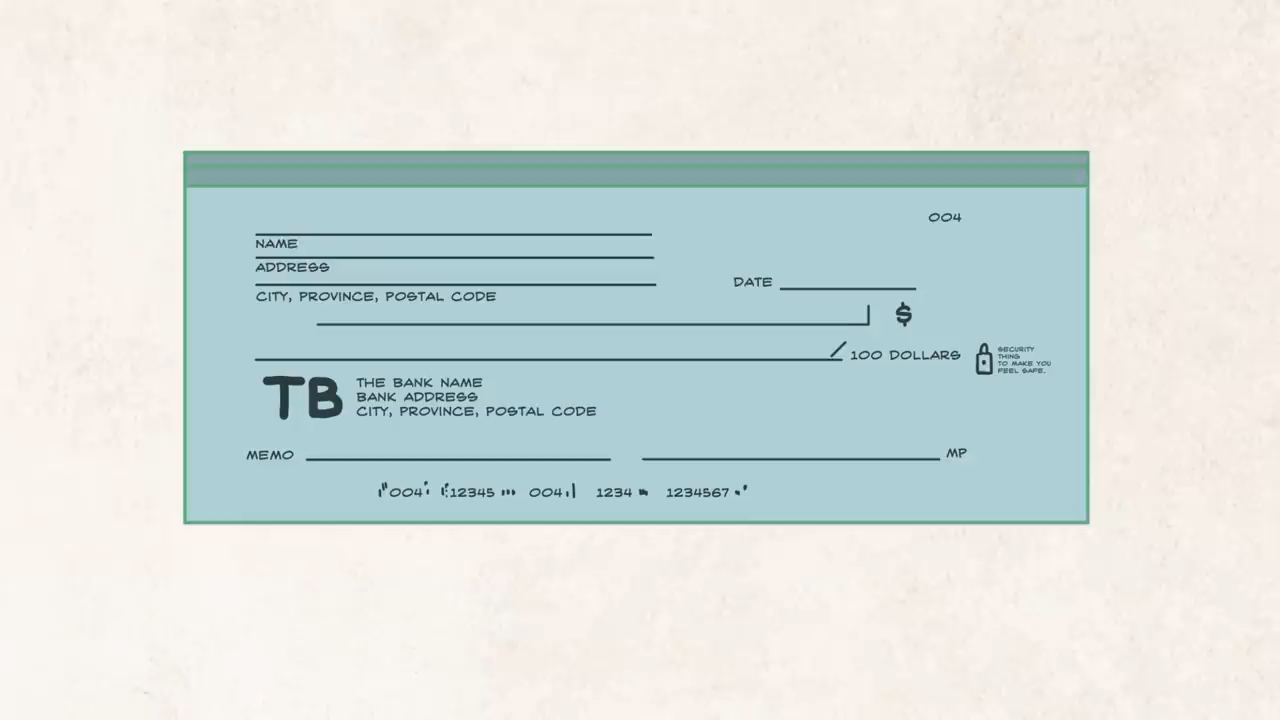 004
NAME
ADDRESS
CITY, PROVINCE, POSTAL CODE
DATE
$
100 DOLLARS
SECURITY
THING
TO MAKE YOU
FEEL SAFE.
TB
THE BANK NAME
BANK ADDRESS
CITY, PROVINCE, POSTAL CODE
MEMO
MP
004 12345 004 1234 1234567